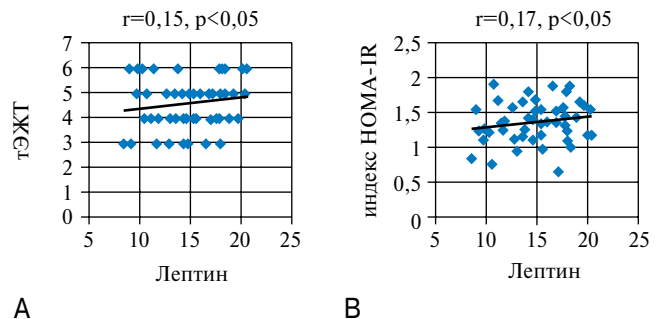 r=0,15, p<0,05
7
6
5
4
3
2
1
0
тЭЖТ
5 10 15 20 25
Лептин
A
r=0,17, p<0,05
2,5
2
1,5
1
0,5
0
индекс HOMA-IR
5 10 15 20 25
Лептин
B